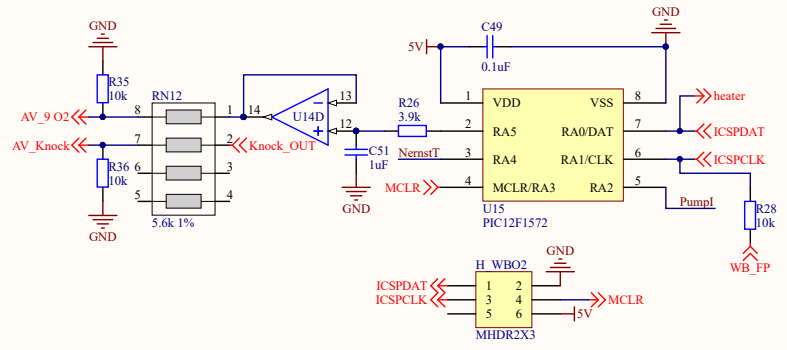 GND
R35
10k
RN12
AV_9 O2
8
1
14
U14D
13
12
AV_Knock
7
2
Knock_OUT
R36
10k
6
3
5
4
5.6k 1%
GND
R26
3.9k
C51
1uF
GND
C49
0.1uF
5V
GND
1
VDD
VSS
8
2
RA5
RA0/DAT
7
NernstT
3
RA4
RA1/CLK
6
MCLR
4
MCLR/RA3
RA2
5
U15
PIC12F1572
heater
ICSPDAT
ICSPCLK
PumpI
R28
10k
WB_FP
H_WBO2
GND
ICSPDAT
1
2
ICSPCLK
3
4
MCLR
5
6
5V
MHDR2X3